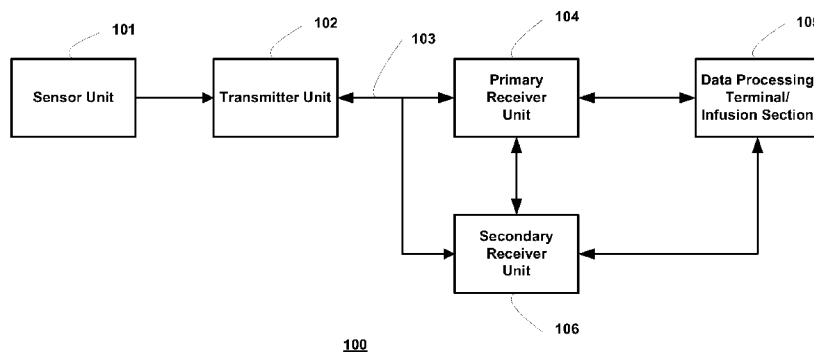 101
102
103
104
105
Sensor Unit
Transmitter Unit
Primary
Receiver
Unit
Data Processing
Terminal/
Infusion Section
Secondary
Receiver
Unit
106
100